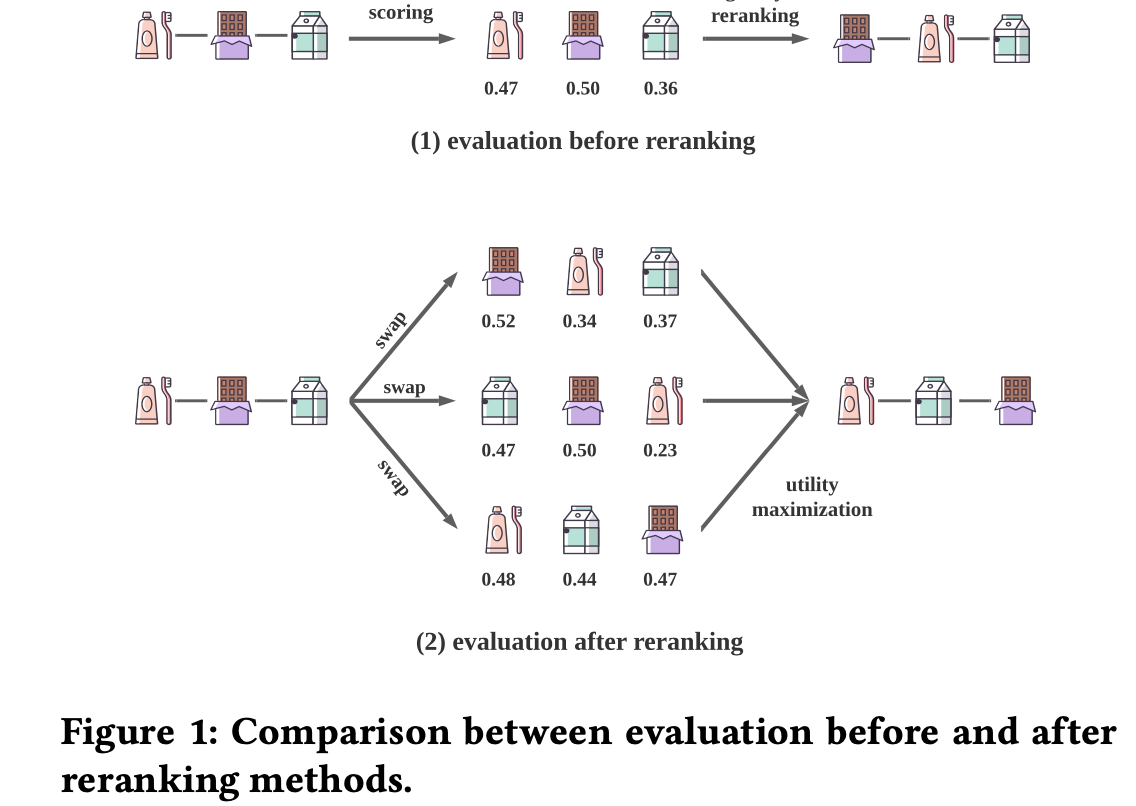 scoring
reranking
0.47 0.50 0.36
(1) evaluation before reranking
swap
0.52 0.34 0.37
swap
0.47 0.50 0.23
swap
utility
maximization
0.48 0.44 0.47
(2) evaluation after reranking
Figure 1: Comparison between evaluation before and after
reranking methods.